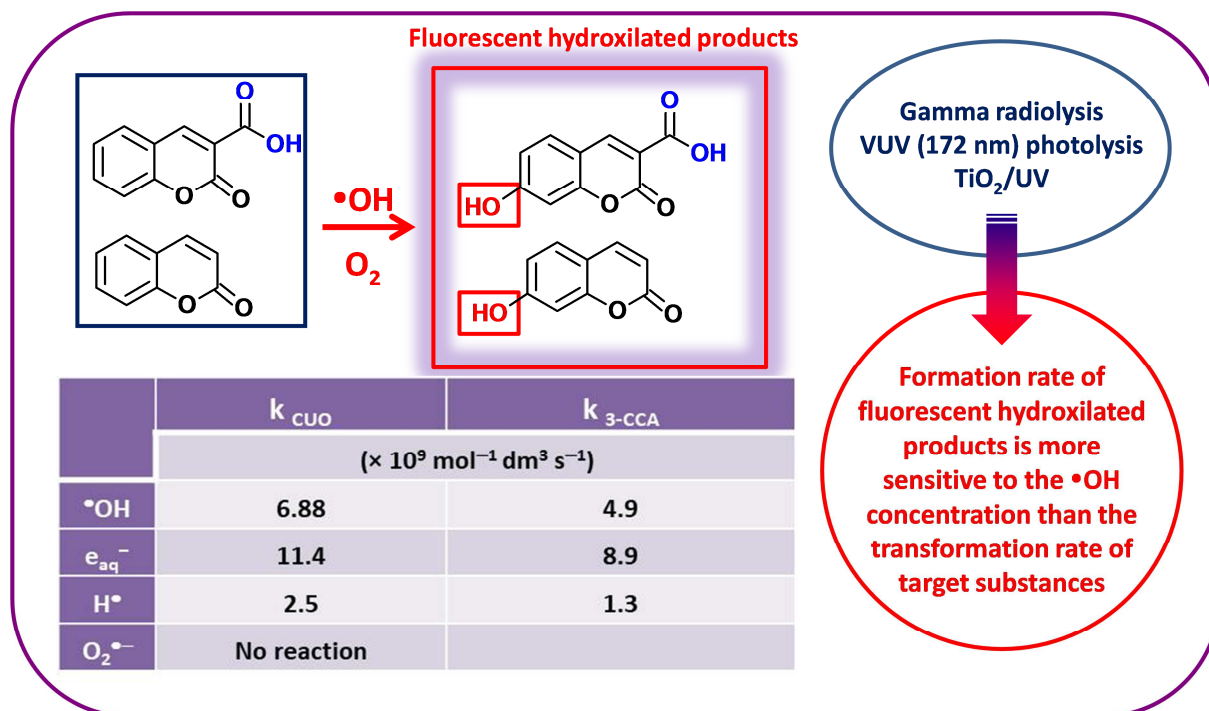 Fluorescent hydroxilated products
O
OH
O
O
O
O
•OH
O₂
O
OH
HO
O
O
HO
O
O
Gamma radiolysis
VUV (172 nm) photolysis
TiO₂/UV
Formation rate of
fluorescent hydroxilated
products is more
sensitive to the •OH
concentration than the
transformation rate of
target substances
k CUO k 3-CCA
(× 10⁹ mol⁻¹ dm³ s⁻¹)
•OH 6.88 4.9
eaq⁻ 11.4 8.9
H• 2.5 1.3
O₂•⁻ No reaction